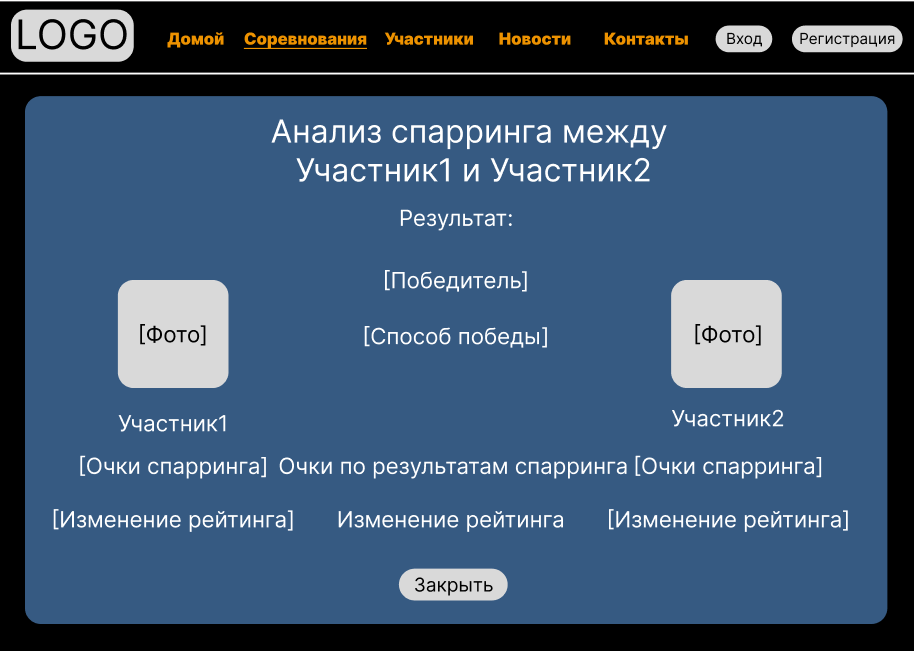 LOGO Домой Соревнования Участники Новости Контакты Вход Регистрация
Анализ спарринга между
Участник1 и Участник2
Результат:
[Победитель]
[Способ победы]
[Фото] [Фото]
Участник1 Участник2
[Очки спарринга] Очки по результатам спарринга [Очки спарринга]
[Изменение рейтинга] Изменение рейтинга [Изменение рейтинга]
Закрыть